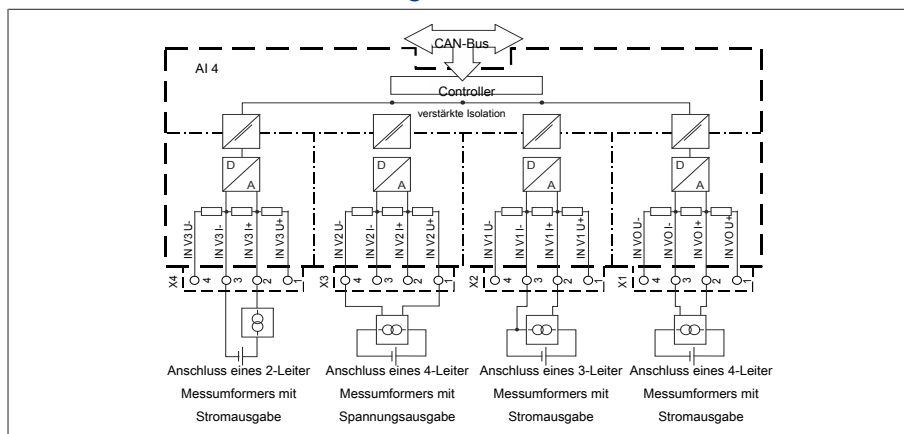 CAN-Bus
AI 4
Controller
verstärkte Isolation
D A
D A
D A
D A
IN V3 U-
IN V3 I-
IN V3 I+
IN V3 U+
IN V2 U-
IN V2 I-
IN V2 I+
IN V2 U+
IN V1 U-
IN V1 I-
IN V1 I+
IN V1 U+
IN VO U-
IN VO I-
IN VO I+
IN VO U+
X4 4 3 2 1
X3 4 3 2 1
X2 4 3 2 1
X1 4 3 2 1
Anschluss eines 2-Leiter
Messumformers mit
Stromausgabe
Anschluss eines 4-Leiter
Messumformers mit
Spannungsausgabe
Anschluss eines 3-Leiter
Messumformers mit
Stromausgabe
Anschluss eines 4-Leiter
Messumformers mit
Stromausgabe